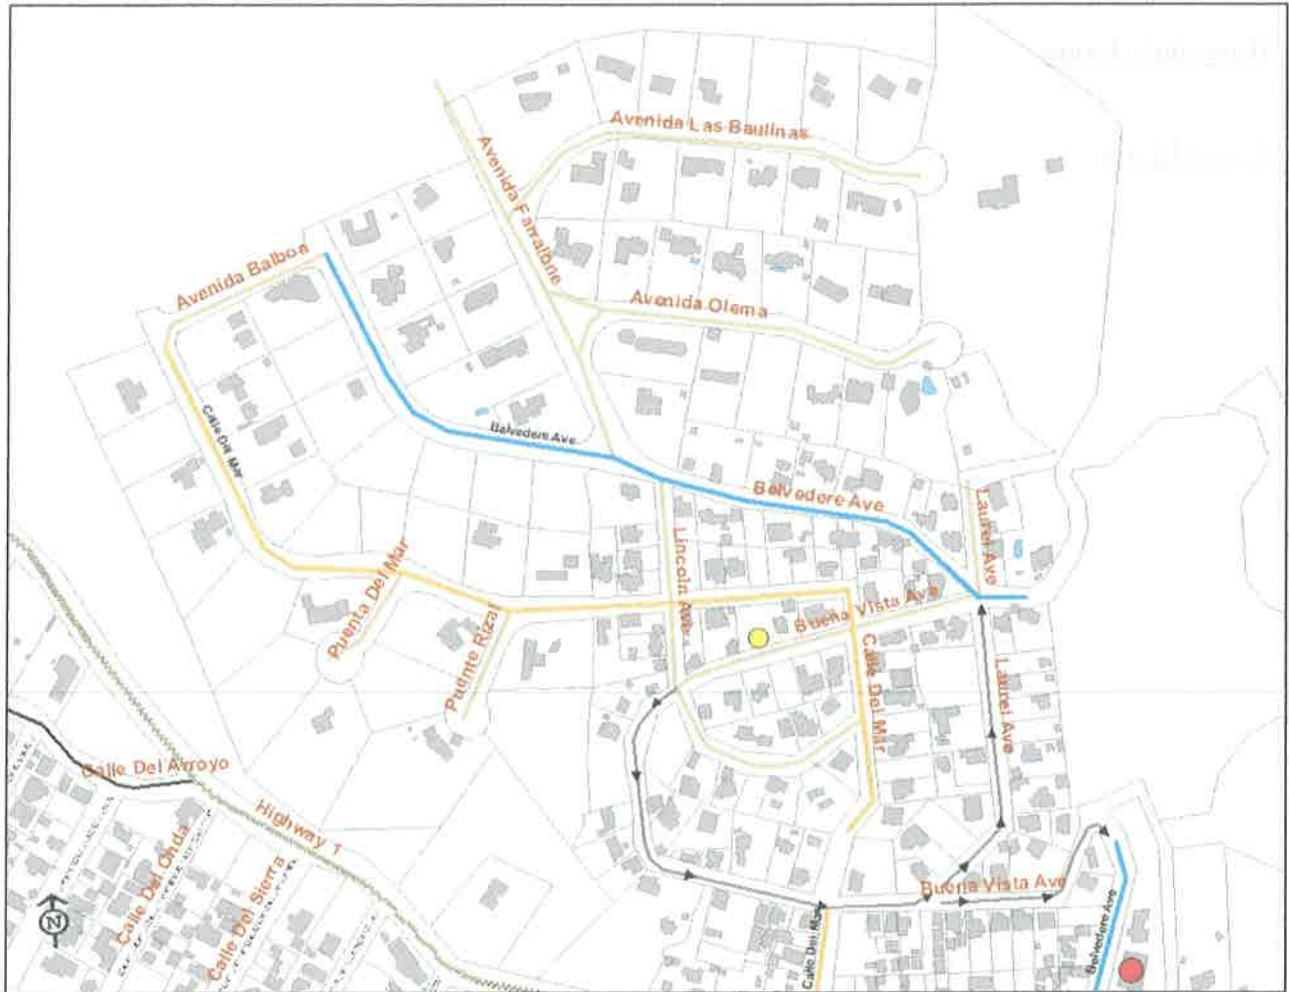 Avenida Las Baulinas
Avenida Farralone
Avenida Balboa
Avenida Olema
Calle Del Mar
Belvedere Ave
Belvedere Ave
Laurel Ave
Lincoln Ave
Puenta Del Mar
Buena Vista Ave
Puente Rizal
Calle Del Mar
Laurel Ave
Calle Del Arroyo
Highway 1
Calle Del Onda
Calle Del Sierra
Buena Vista Ave
Calle Del Mar
Belvedere Ave
N